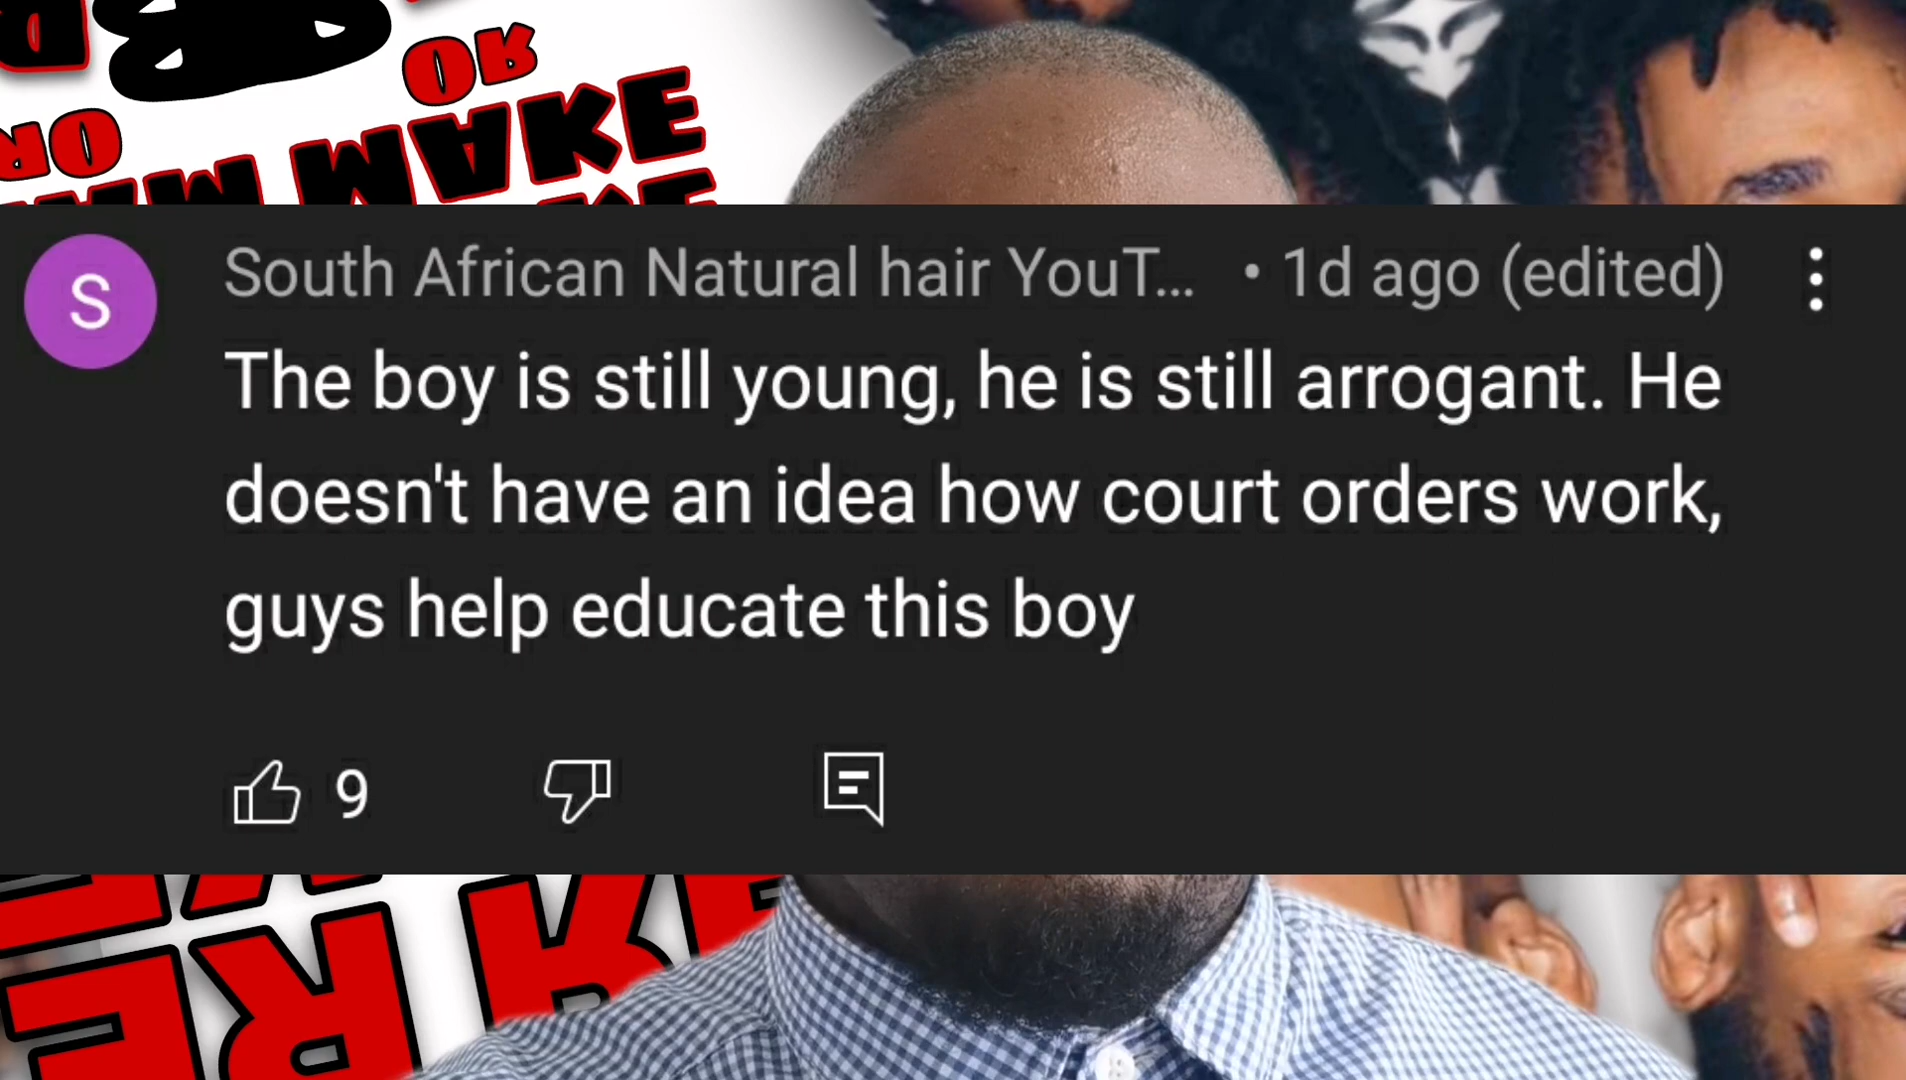 OR
OR
MAKE
South African Natural hair YouT... • 1d ago (edited)
S
The boy is still young, he is still arrogant. He
doesn't have an idea how court orders work,
guys help educate this boy
9